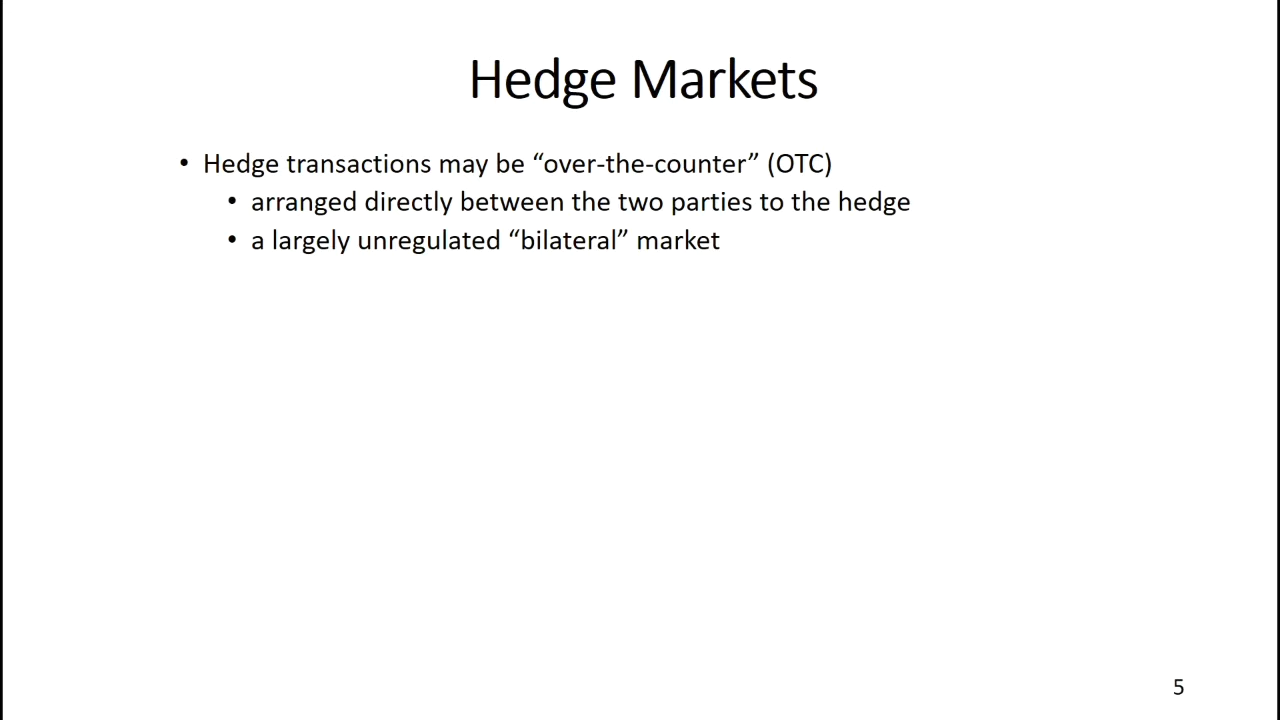 Hedge Markets
• Hedge transactions may be “over-the-counter” (OTC)
• arranged directly between the two parties to the hedge
• a largely unregulated “bilateral” market
5